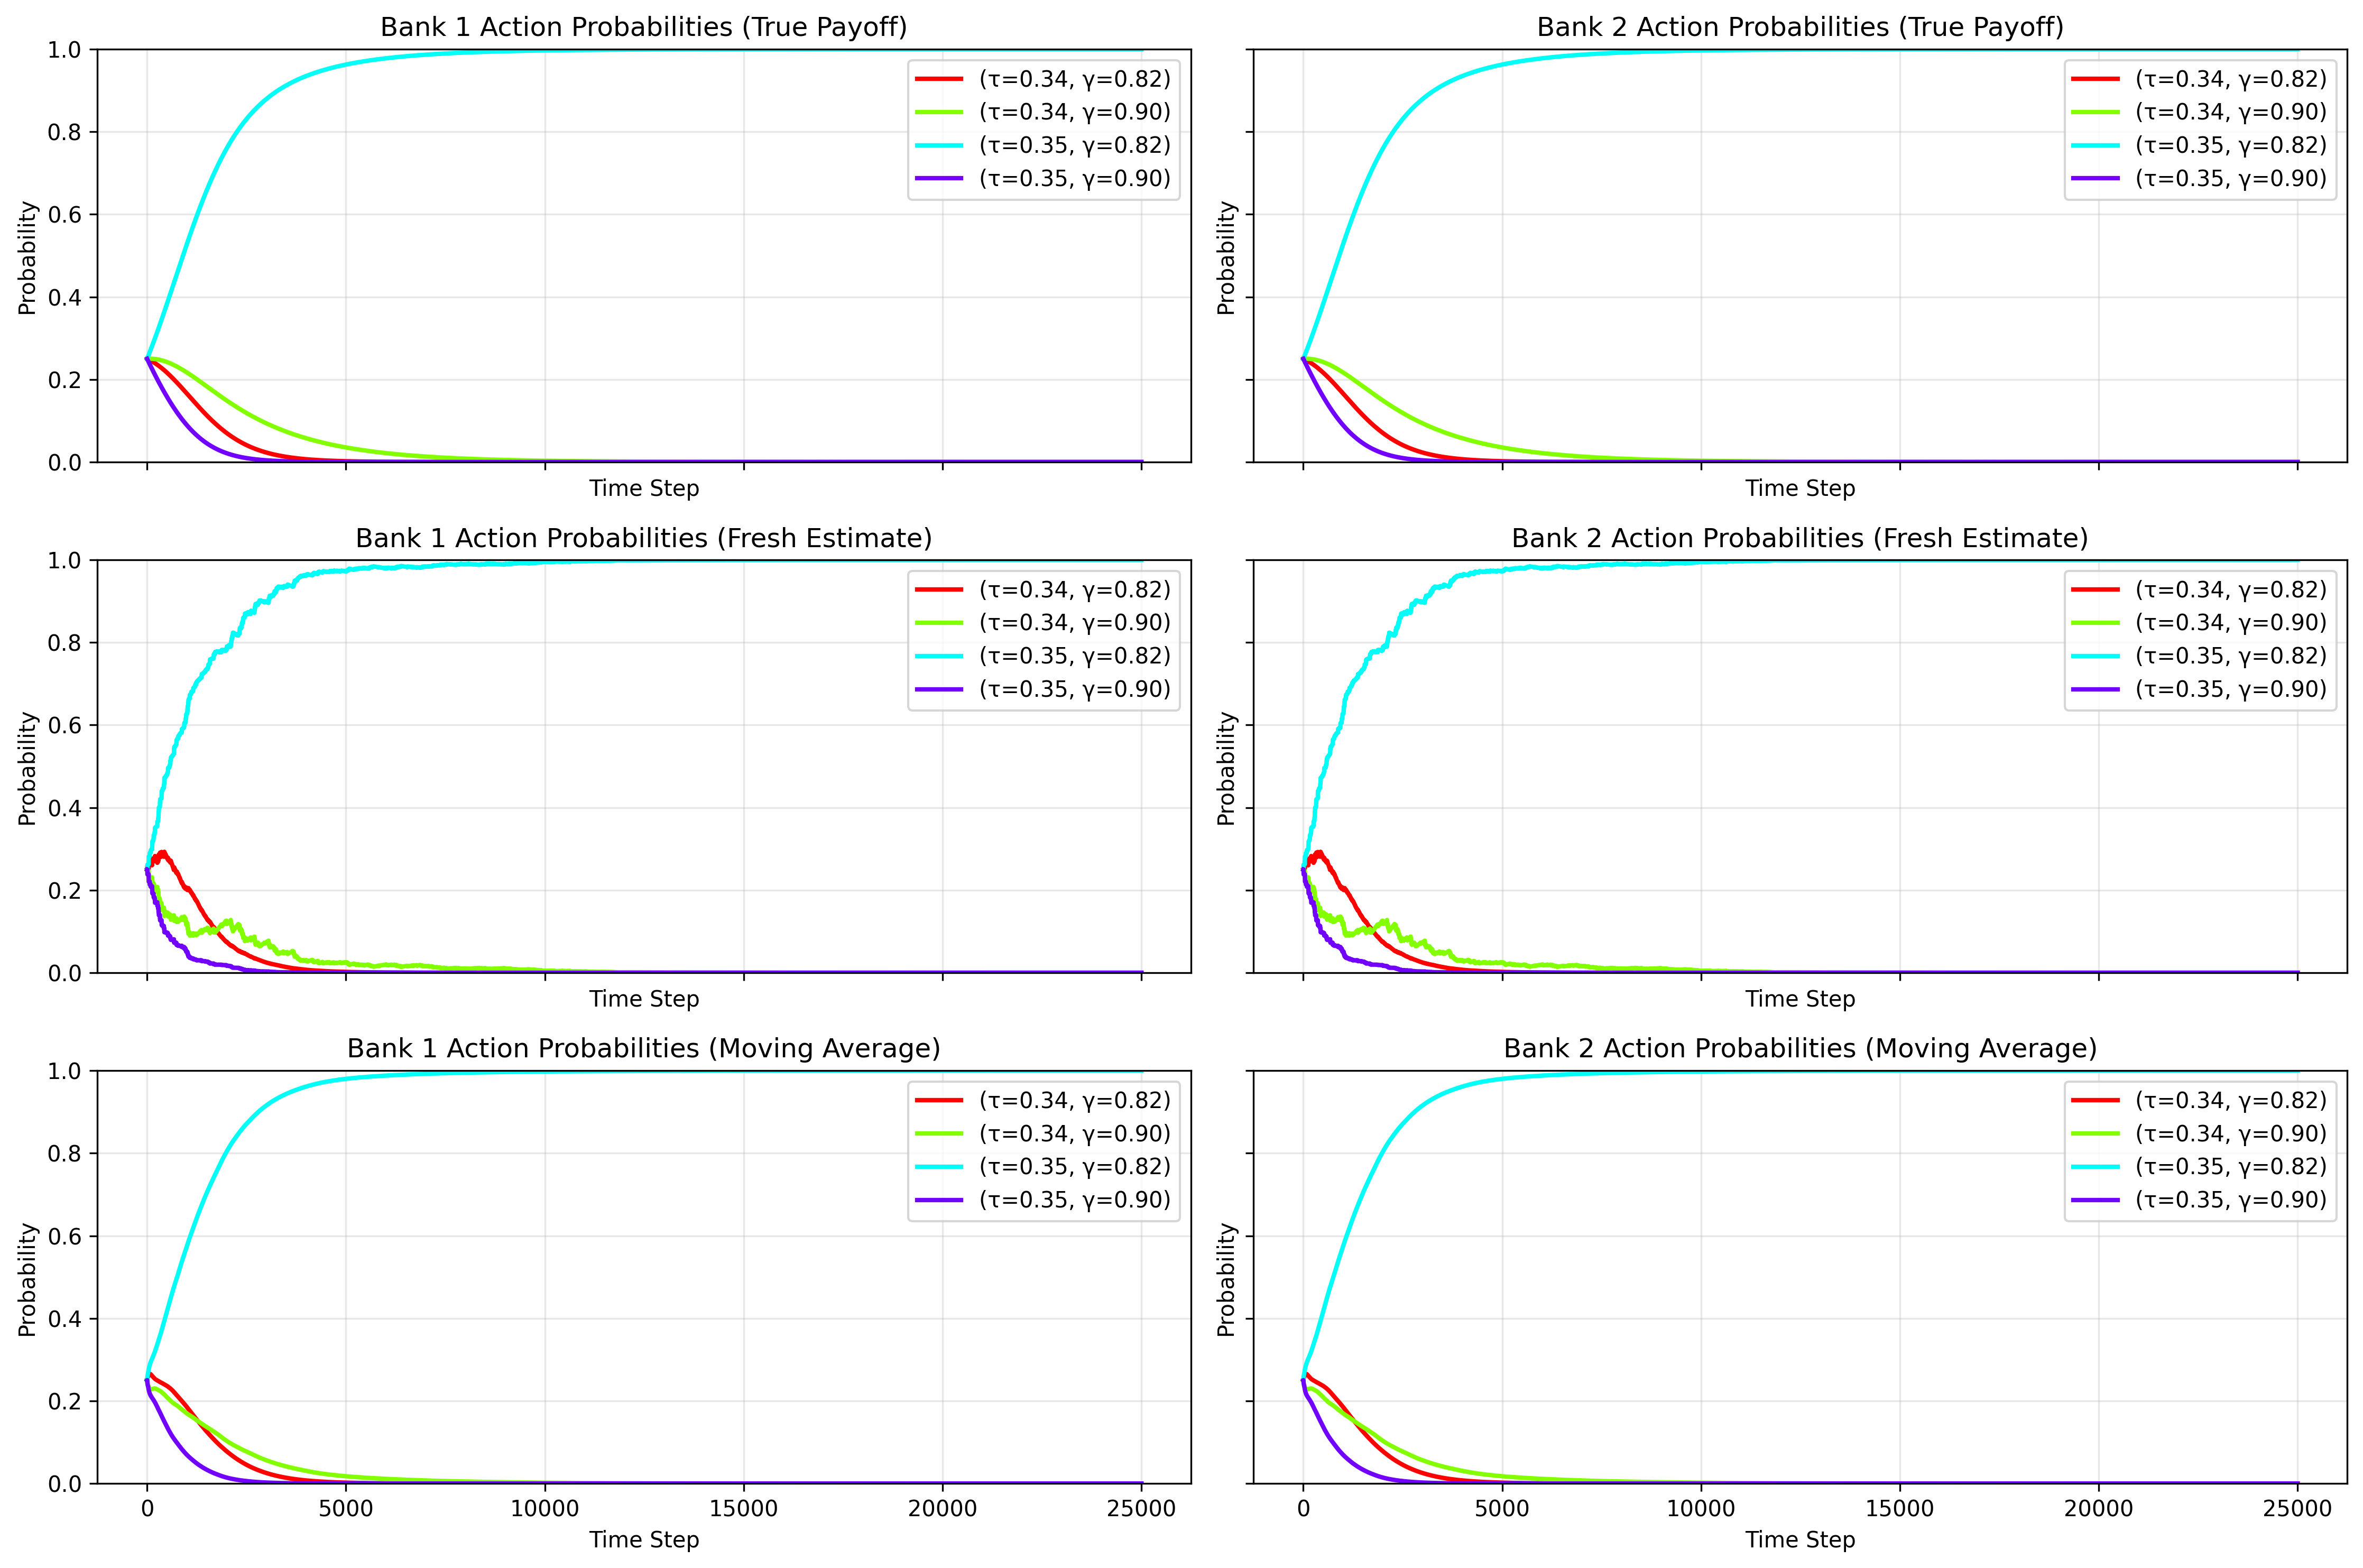 Bank 1 Action Probabilities (True Payoff)
1.0
0.8
0.6
0.4
0.2
0.0
Probability
Time Step
(τ=0.34, γ=0.82)
(τ=0.34, γ=0.90)
(τ=0.35, γ=0.82)
(τ=0.35, γ=0.90)
Bank 2 Action Probabilities (True Payoff)
Probability
Time Step
(τ=0.34, γ=0.82)
(τ=0.34, γ=0.90)
(τ=0.35, γ=0.82)
(τ=0.35, γ=0.90)
Bank 1 Action Probabilities (Fresh Estimate)
1.0
0.8
0.6
0.4
0.2
0.0
Probability
Time Step
(τ=0.34, γ=0.82)
(τ=0.34, γ=0.90)
(τ=0.35, γ=0.82)
(τ=0.35, γ=0.90)
Bank 2 Action Probabilities (Fresh Estimate)
Probability
Time Step
(τ=0.34, γ=0.82)
(τ=0.34, γ=0.90)
(τ=0.35, γ=0.82)
(τ=0.35, γ=0.90)
Bank 1 Action Probabilities (Moving Average)
1.0
0.8
0.6
0.4
0.2
0.0
Probability
(τ=0.34, γ=0.82)
(τ=0.34, γ=0.90)
(τ=0.35, γ=0.82)
(τ=0.35, γ=0.90)
0 5000 10000 15000 20000 25000
Time Step
Bank 2 Action Probabilities (Moving Average)
Probability
(τ=0.34, γ=0.82)
(τ=0.34, γ=0.90)
(τ=0.35, γ=0.82)
(τ=0.35, γ=0.90)
0 5000 10000 15000 20000 25000
Time Step